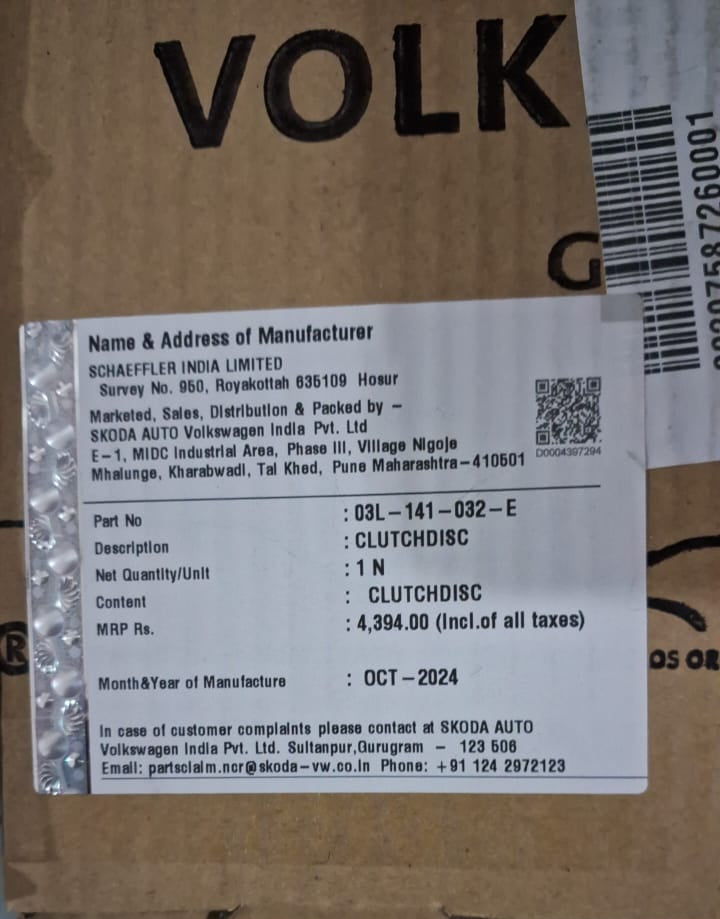 VOLK
G
Name & Address of Manufacturer
SCHAEFFLER INDIA LIMITED
Survey No. 950, Royakottah 635109 Hosur
Marketed, Sales, Distribution & Packed by –
SKODA AUTO Volkswagen India Pvt. Ltd
E-1, MIDC Industrial Area, Phase III, Village Nigoje
Mhalunge, Kharabwadi, Tal Khed, Pune Maharashtra-410501
D0004397294
Part No : 03L-141-032-E
Description : CLUTCHDISC
Net Quantity/Unit : 1 N
Content : CLUTCHDISC
MRP Rs. : 4,394.00 (Incl.of all taxes)
Month&Year of Manufacture : OCT-2024
In case of customer complaints please contact at SKODA AUTO
Volkswagen India Pvt. Ltd. Sultanpur,Gurugram – 123 506
Email: partsclaim.ncr@skoda-vw.co.in Phone: +91 124 2972123
®
OS OR